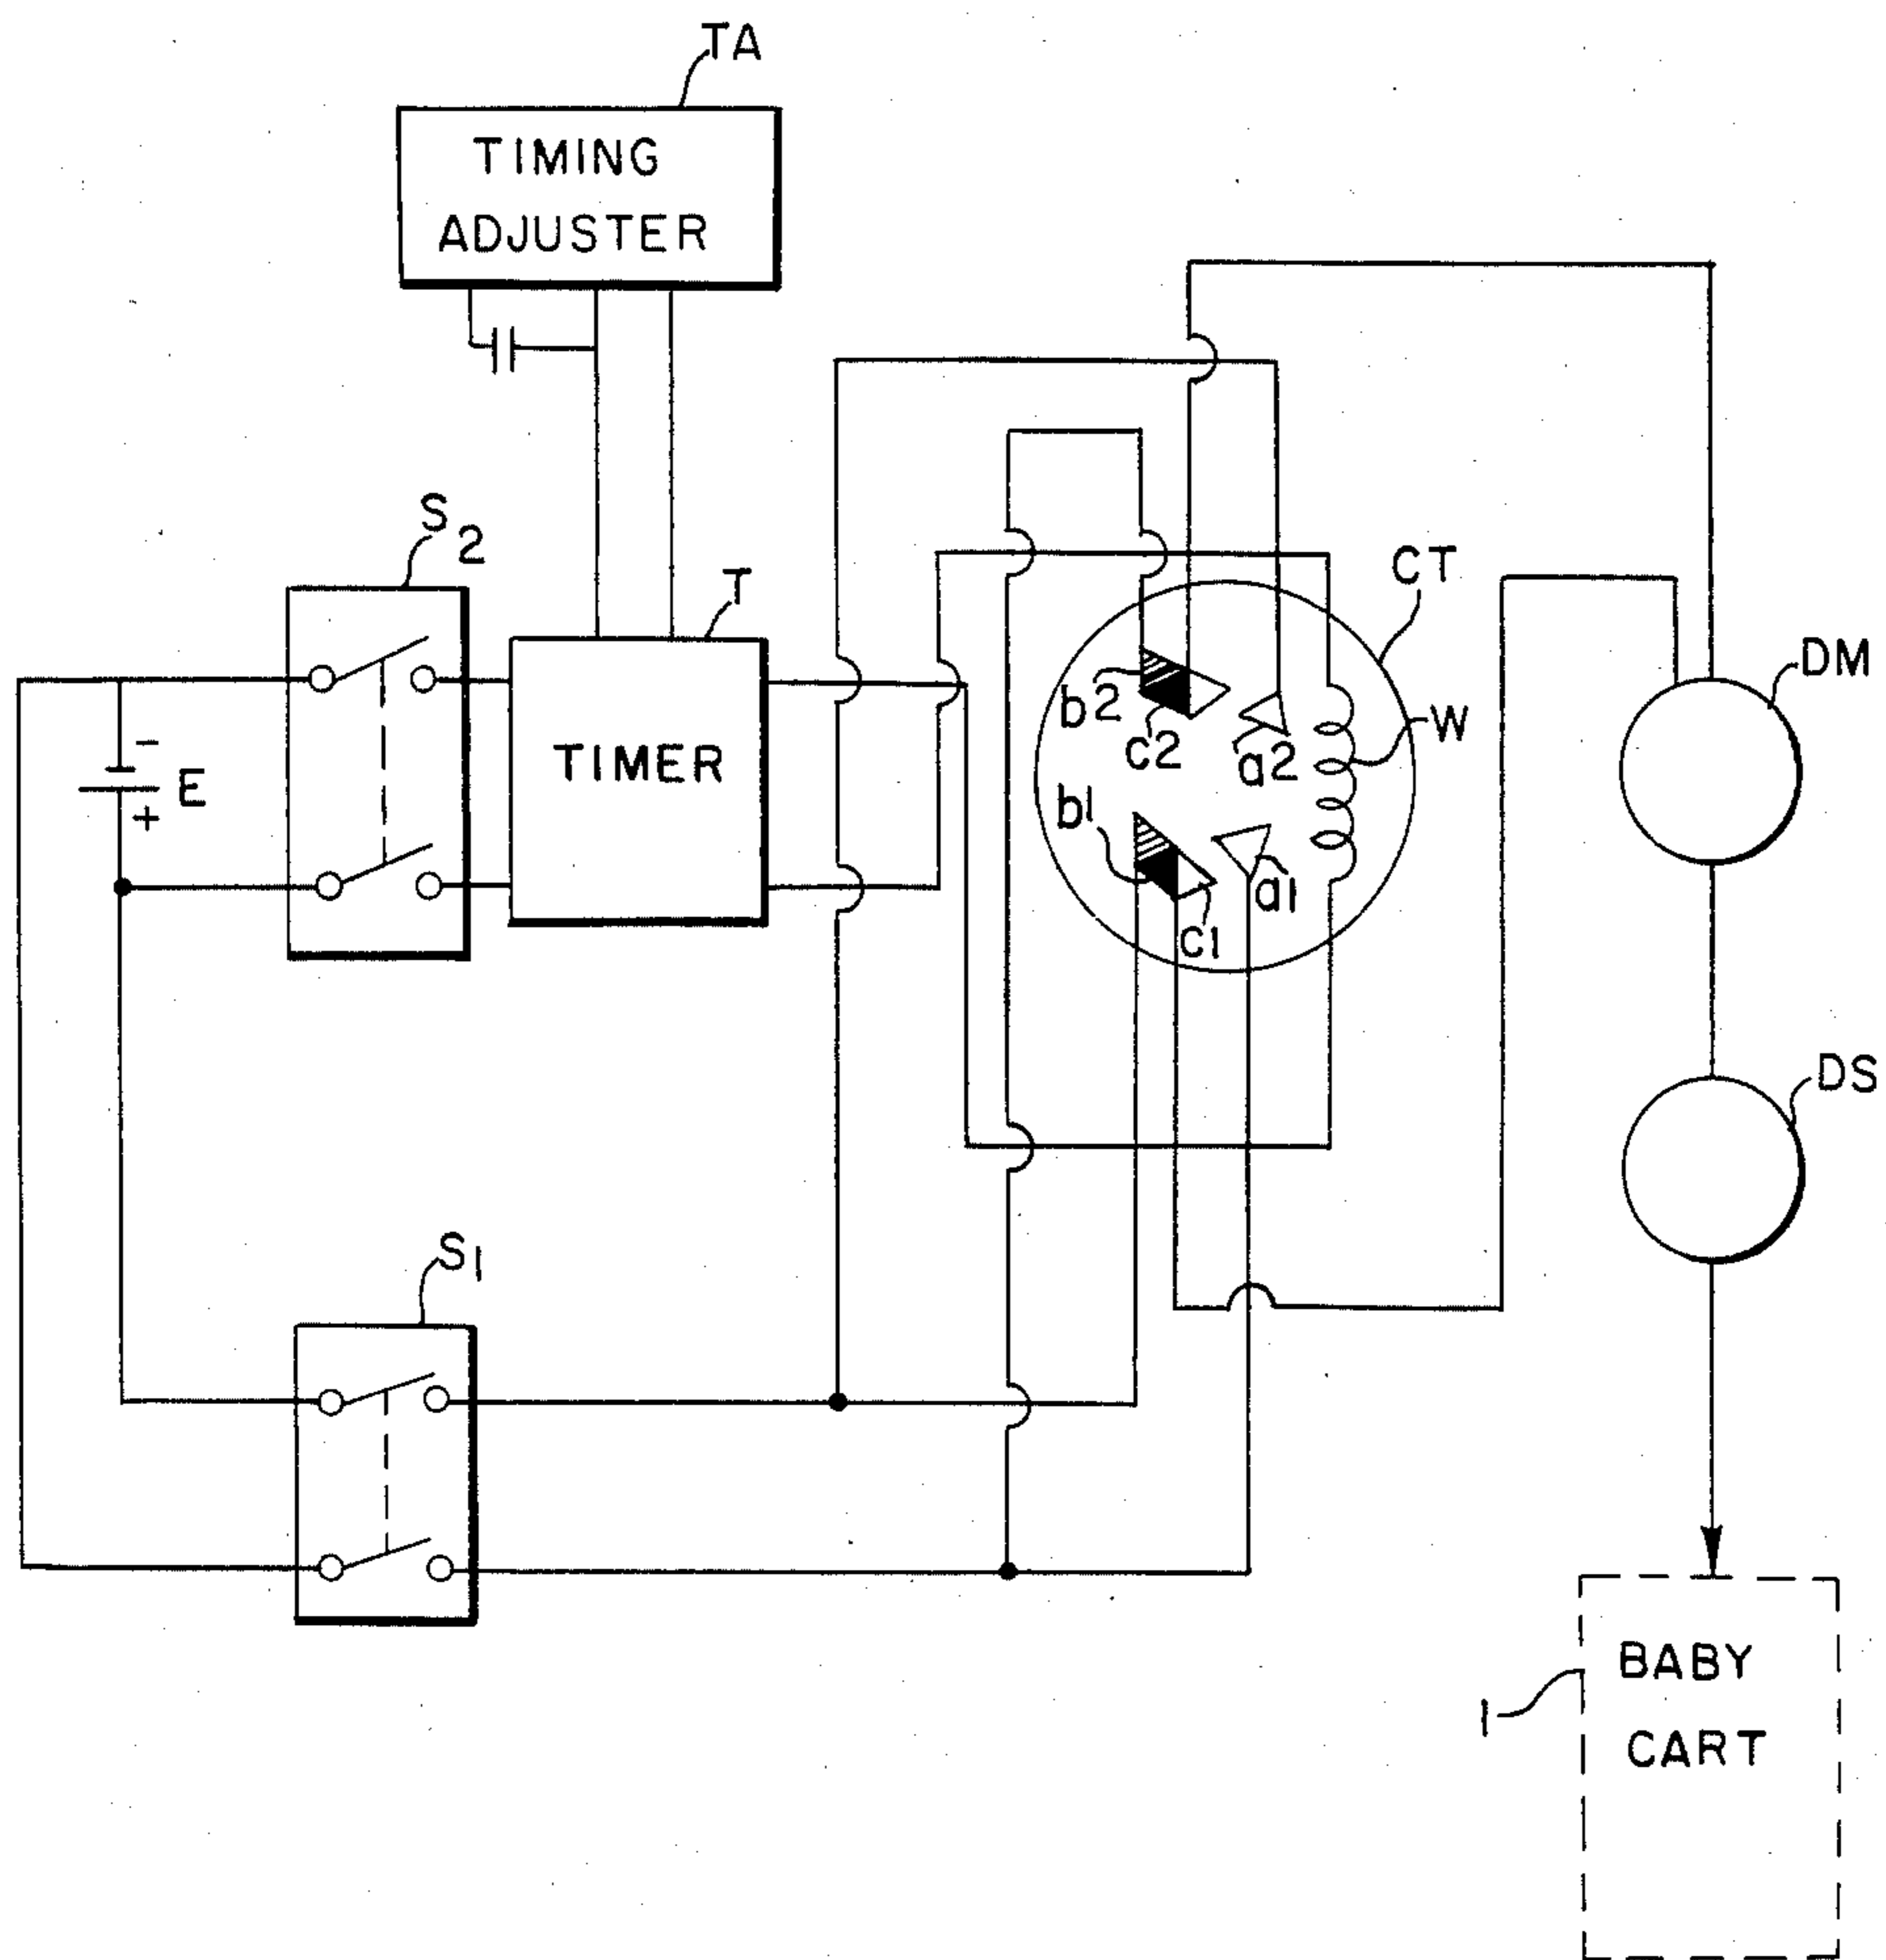 TA
TIMING
ADJUSTER
S2
T
CT
DM
b2
c2
a2
W
TIMER
−
E
+
b1
a1
c1
DS
S1
1
BABY
CART